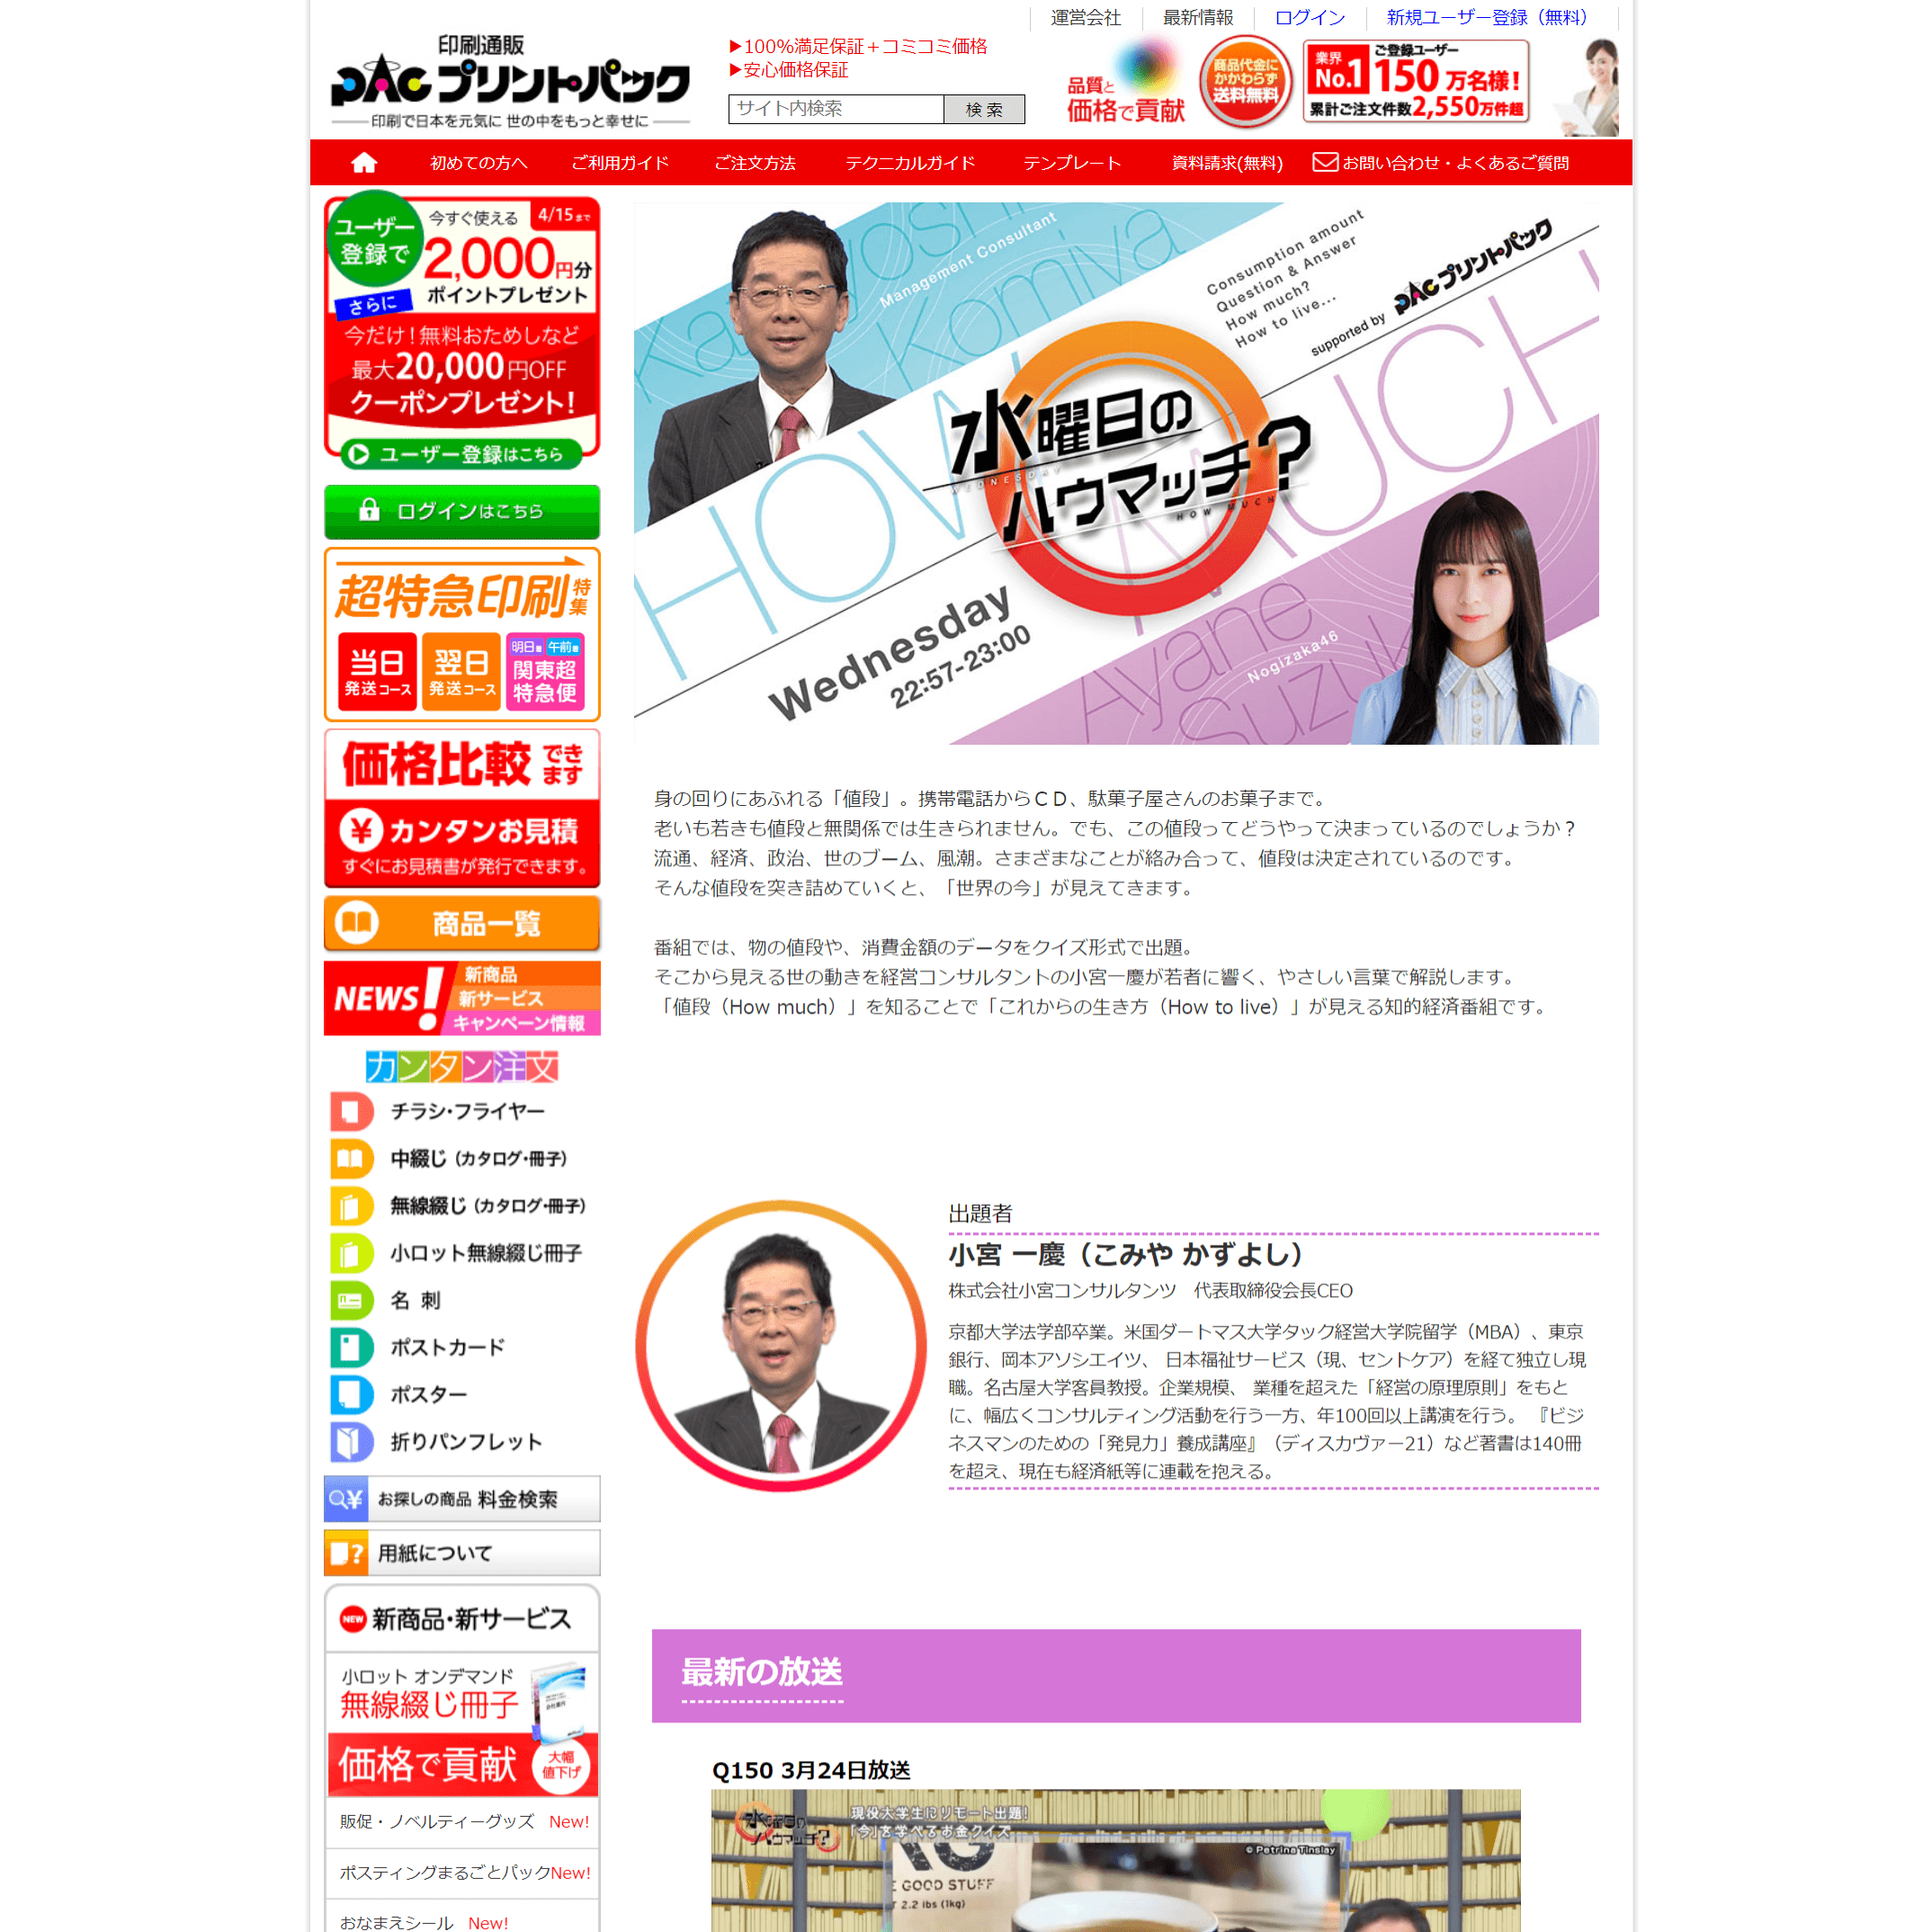 運営会社
最新情報
ログイン
新規ユーザー登録（無料）
印刷通販
PAC プリントパック
印刷で日本を元気に 世の中をもっと幸せに
▶100%満足保証＋コミコミ価格
▶安心価格保証
サイト内検索
検 索
品質と
価格で貢献
商品代金に
かかわらず
送料無料
業界
No.1
ご登録ユーザー
150万名様!
累計ご注文件数2,550万件超
初めての方へ
ご利用ガイド
ご注文方法
テクニカルガイド
テンプレート
資料請求(無料)
お問い合わせ・よくあるご質問
ユーザー
登録で
今すぐ使える
4/15まで
2,000円分
ポイントプレゼント
さらに
今だけ!無料おためしなど
最大20,000円OFF
クーポンプレゼント!
ユーザー登録はこちら
ログインはこちら
超特急印刷特集
当日
発送コース
翌日
発送コース
明日着 午前着
関東超
特急便
価格比較できます
¥ カンタンお見積
すぐにお見積書が発行できます。
商品一覧
NEWS!
新商品
新サービス
キャンペーン情報
カンタン注文
チラシ・フライヤー
中綴じ（カタログ・冊子）
無線綴じ（カタログ・冊子）
小ロット無線綴じ冊子
名 刺
ポストカード
ポスター
折りパンフレット
¥ お探しの商品 料金検索
? 用紙について
NEW 新商品・新サービス
小ロット オンデマンド
無線綴じ冊子
価格で貢献
大幅
値下げ
販促・ノベルティーグッズ New!
ポスティングまるごとパックNew!
おなまえシール New!
Kazuyoshi
Komiya
Management Consultant
Consumption amount
Question & Answer
How much?
How to live...
supported by PAC プリントパック
HOW MUCH
水曜日の
WEDNESDAY
ハウマッチ?
HOW MUCH
Wednesday
22:57-23:00
Ayane
Suzuki
Nogizaka46
身の回りにあふれる「値段」。携帯電話からＣＤ、駄菓子屋さんのお菓子まで。
老いも若きも値段と無関係では生きられません。でも、この値段ってどうやって決まっているのでしょうか？
流通、経済、政治、世のブーム、風潮。さまざまなことが絡み合って、値段は決定されているのです。
そんな値段を突き詰めていくと、「世界の今」が見えてきます。
番組では、物の値段や、消費金額のデータをクイズ形式で出題。
そこから見える世の動きを経営コンサルタントの小宮一慶が若者に響く、やさしい言葉で解説します。
「値段（How much）」を知ることで「これからの生き方（How to live）」が見える知的経済番組です。
出題者
小宮 一慶（こみや かずよし）
株式会社小宮コンサルタンツ　代表取締役会長CEO
京都大学法学部卒業。米国ダートマス大学タック経営大学院留学（MBA）、東京
銀行、岡本アソシエイツ、 日本福祉サービス（現、セントケア）を経て独立し現
職。名古屋大学客員教授。企業規模、 業種を超えた「経営の原理原則」をもと
に、幅広くコンサルティング活動を行う一方、年100回以上講演を行う。 『ビジ
ネスマンのための「発見力」養成講座』（ディスカヴァー21）など著書は140冊
を超え、現在も経済紙等に連載を抱える。
最新の放送
Q150 3月24日放送
水曜日の
ハウマッチ?
現役大学生にリモート出題!
「今」を学べるお金クイズ
© Petrina Tinslay
E GOOD STUFF
T 2.2 lbs (1kg)